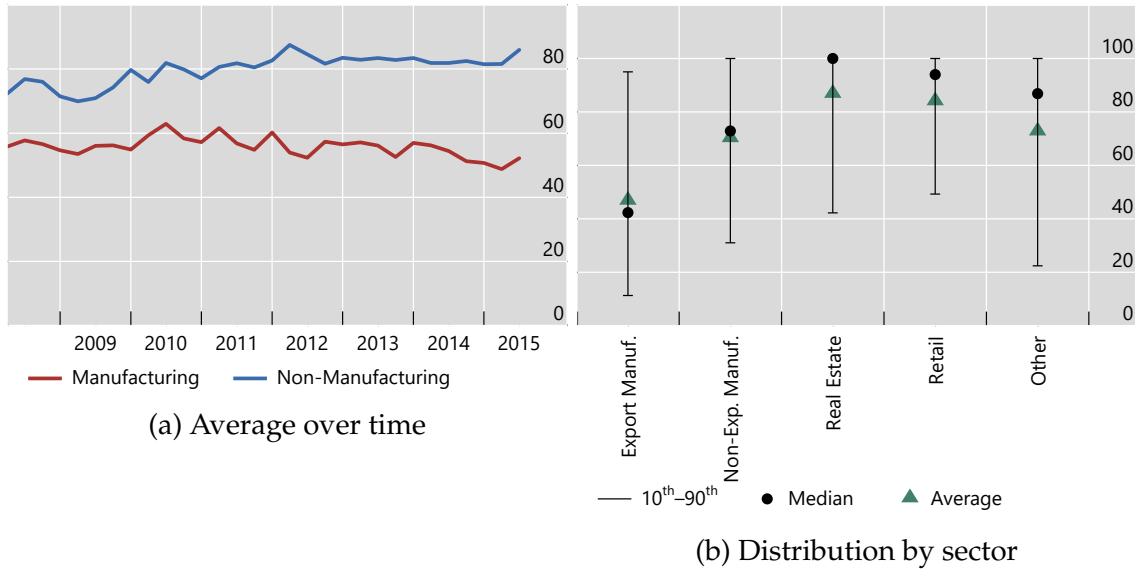 80
60
40
20
0
2009 2010 2011 2012 2013 2014 2015
Manufacturing Non-Manufacturing
(a) Average over time
100
80
60
40
20
0
Export Manuf.
Non-Exp. Manuf.
Real Estate
Retail
Other
10th–90th Median Average
(b) Distribution by sector